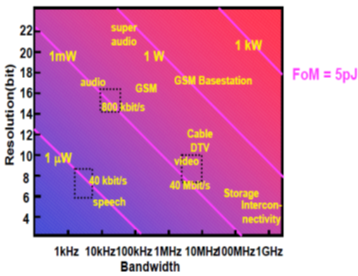 super
audio
1mW
1 W
1 kW
FoM = 5pJ
audio
GSM
GSM Basestation
800 kbit/s
Cable
DTV
1 µW
video
40 kbit/s
40 Mbit/s
speech
Storage
Intercon-
nectivity
Resolution(bit)
22
20
18
16
14
12
10
8
6
4
1kHz 10kHz 100kHz 1MHz 10MHz 100MHz 1GHz
Bandwidth